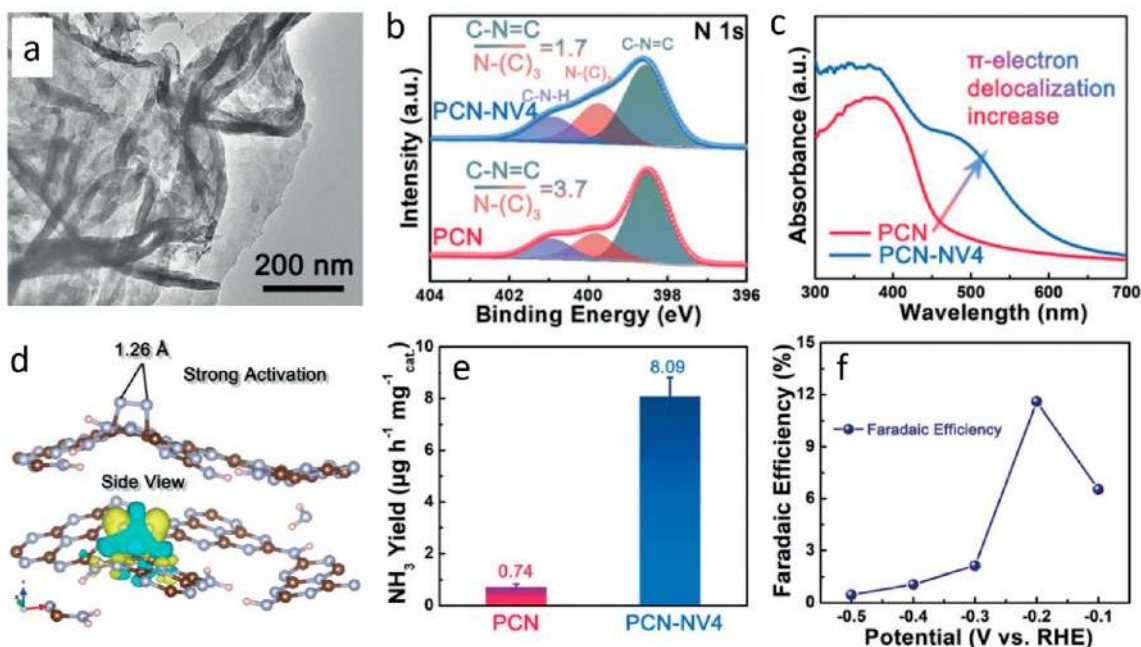 a
200 nm
b
N 1s
C-N=C
N-(C)3
=1.7
C-N=C
N-(C)3
C-N-H
PCN-NV4
C-N=C
N-(C)3
=3.7
PCN
Intensity (a.u.)
404 402 400 398 396
Binding Energy (eV)
c
π-electron
delocalization
increase
PCN
PCN-NV4
Absorbance (a.u.)
300 400 500 600 700
Wavelength (nm)
d
1.26 Å
Strong Activation
Side View
e
NH3 Yield (μg h-1 mg-1 cat.)
10
8
6
4
2
0
0.74
8.09
PCN PCN-NV4
f
Faradaic Efficiency (%)
15
12
9
6
3
0
Faradaic Efficiency
-0.5 -0.4 -0.3 -0.2 -0.1
Potential (V vs. RHE)